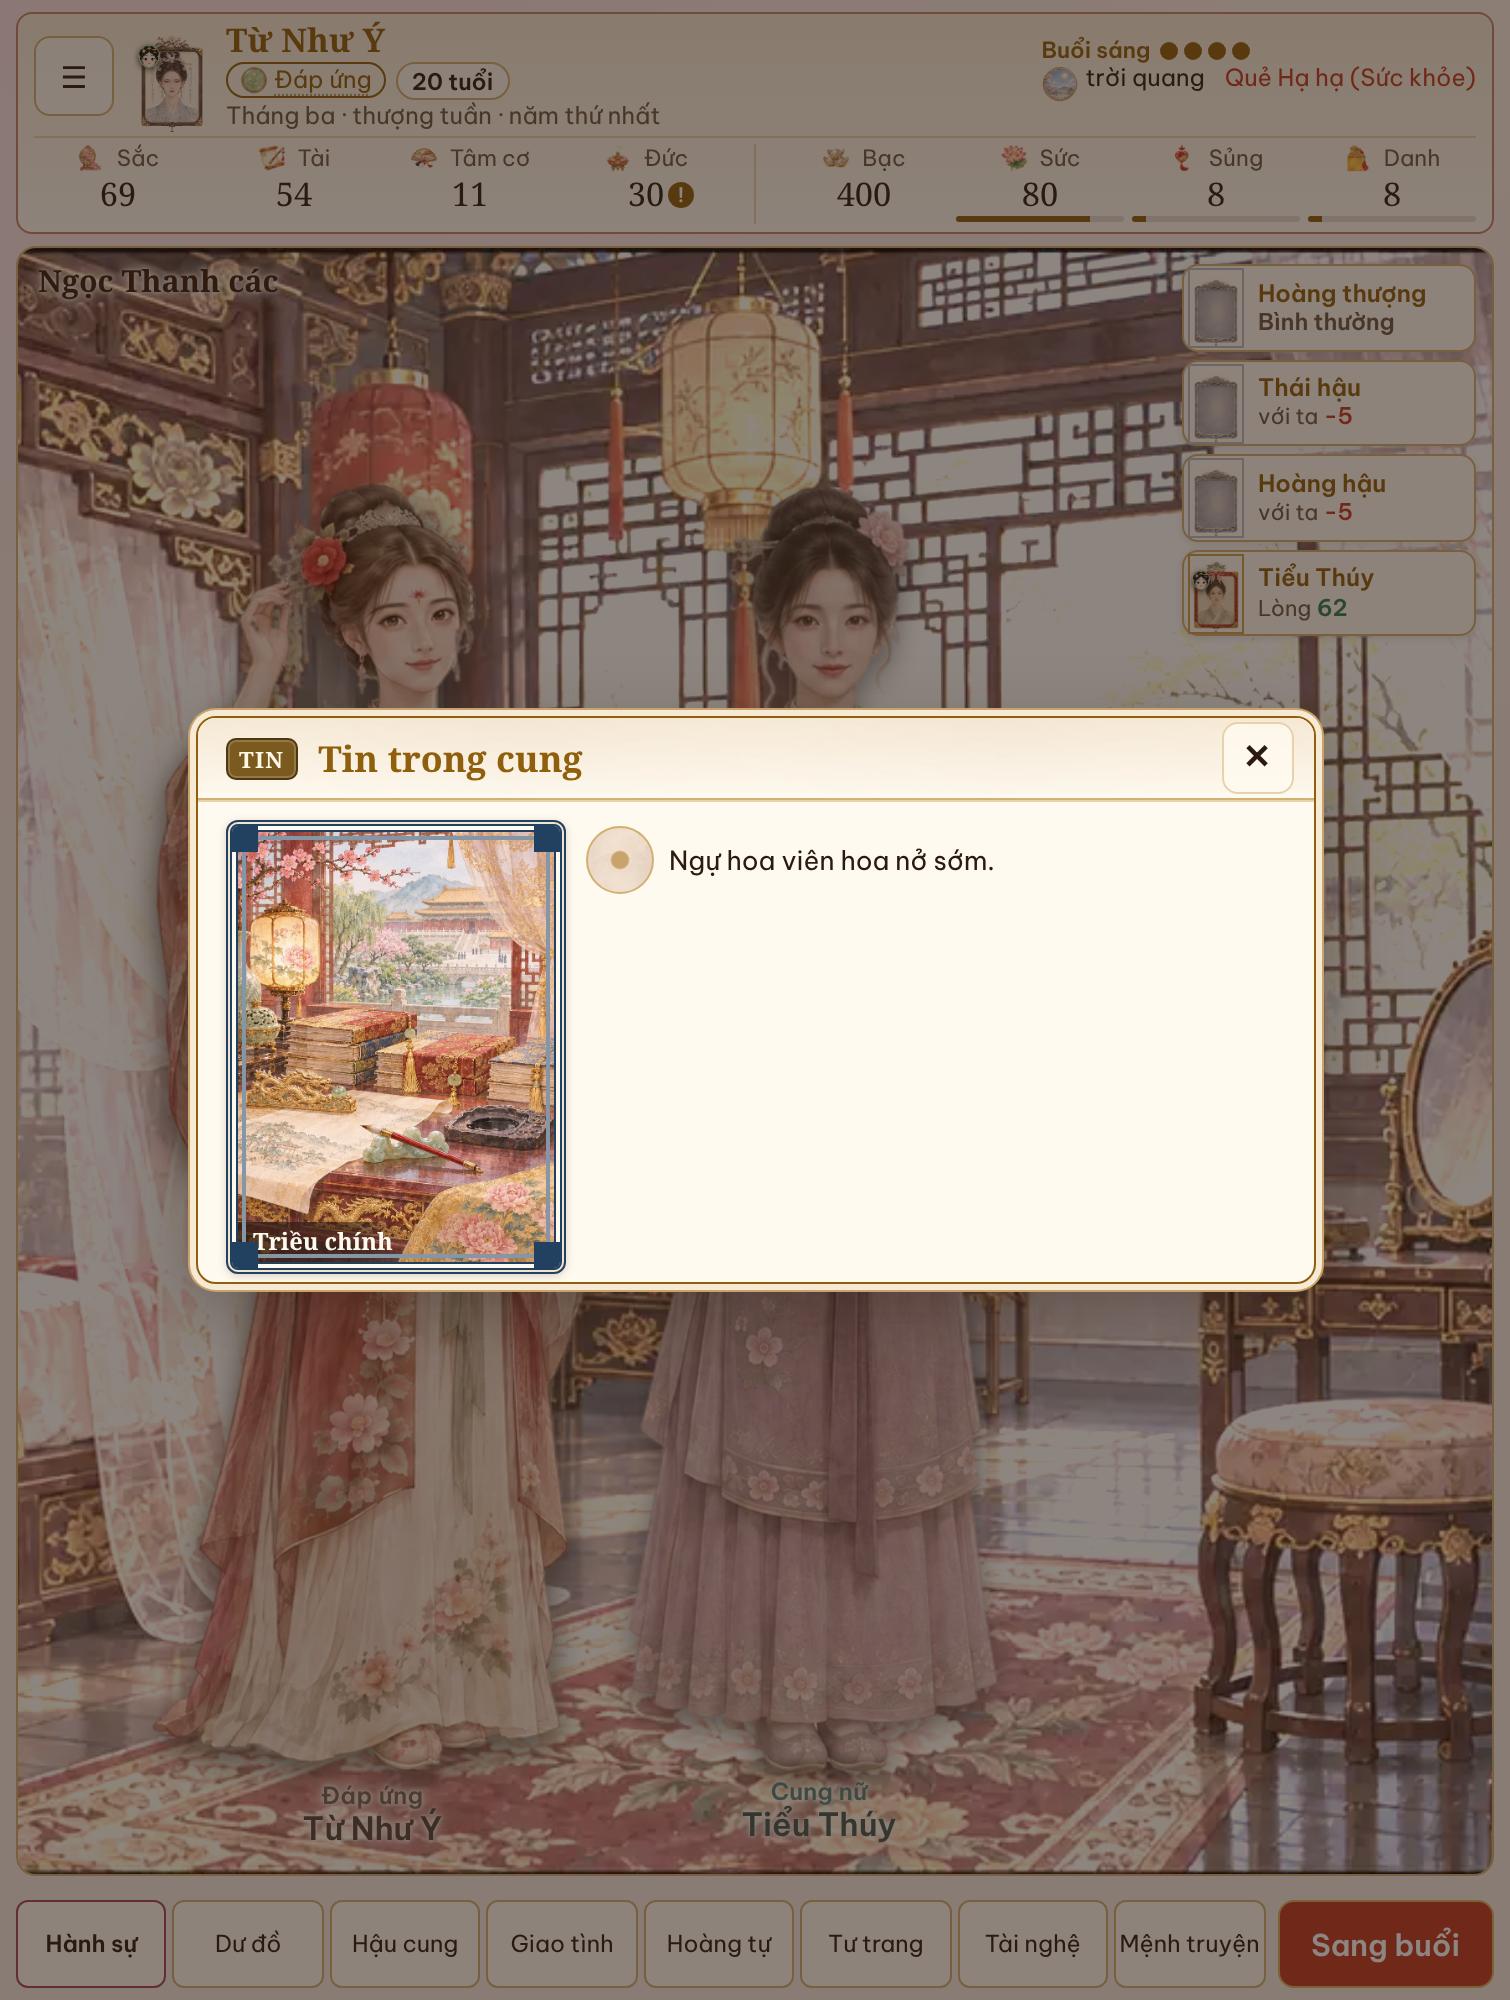 ☰
Từ Như Ý
Đáp ứng
20 tuổi
Tháng ba · thượng tuần · năm thứ nhất
Buổi sáng
trời quang Quẻ Hạ hạ (Sức khỏe)
Sắc
69
Tài
54
Tâm cơ
11
Đức
30 !
Bạc
400
Sức
80
Sủng
8
Danh
8
Ngọc Thanh các
Hoàng thượng
Bình thường
Thái hậu
với ta -5
Hoàng hậu
với ta -5
Tiểu Thúy
Lòng 62
TIN
Tin trong cung
×
Triều chính
Ngự hoa viên hoa nở sớm.
Đáp ứng
Từ Như Ý
Cung nữ
Tiểu Thúy
Hành sự
Dư đồ
Hậu cung
Giao tình
Hoàng tự
Tư trang
Tài nghệ
Mệnh truyện
Sang buổi